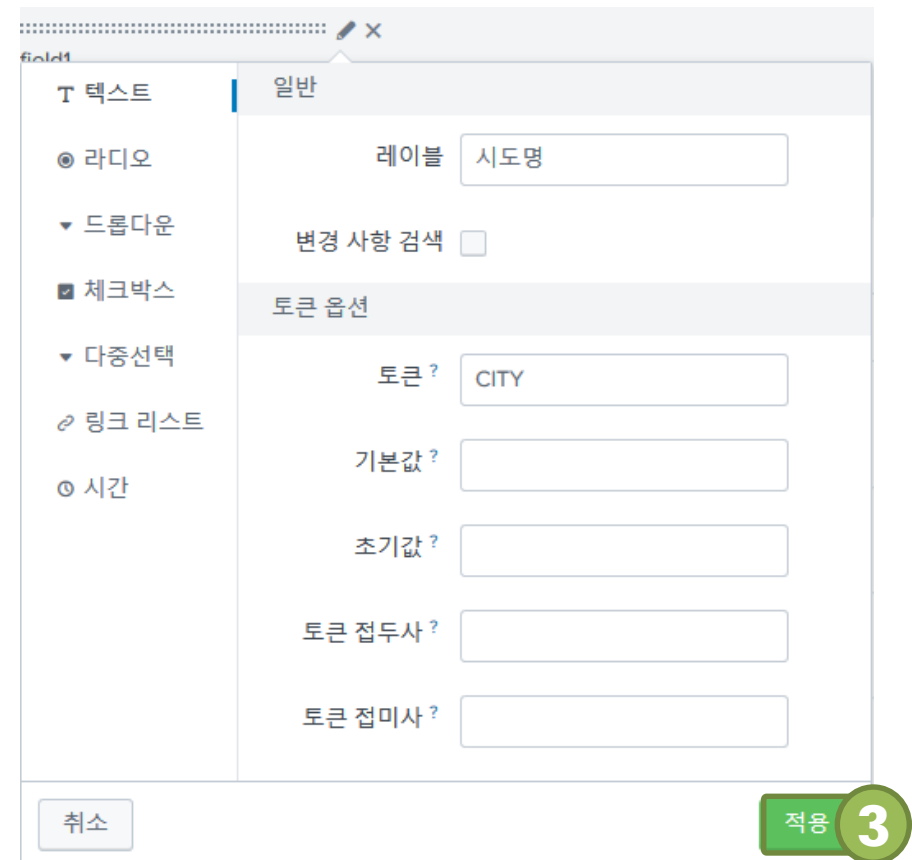 field1
텍스트
라디오
드롭다운
체크박스
다중선택
링크 리스트
시간
일반
레이블 시도명
변경 사항 검색
토큰 옵션
토큰 ? CITY
기본값 ?
초기값 ?
토큰 접두사 ?
토큰 접미사 ?
취소
적용 3